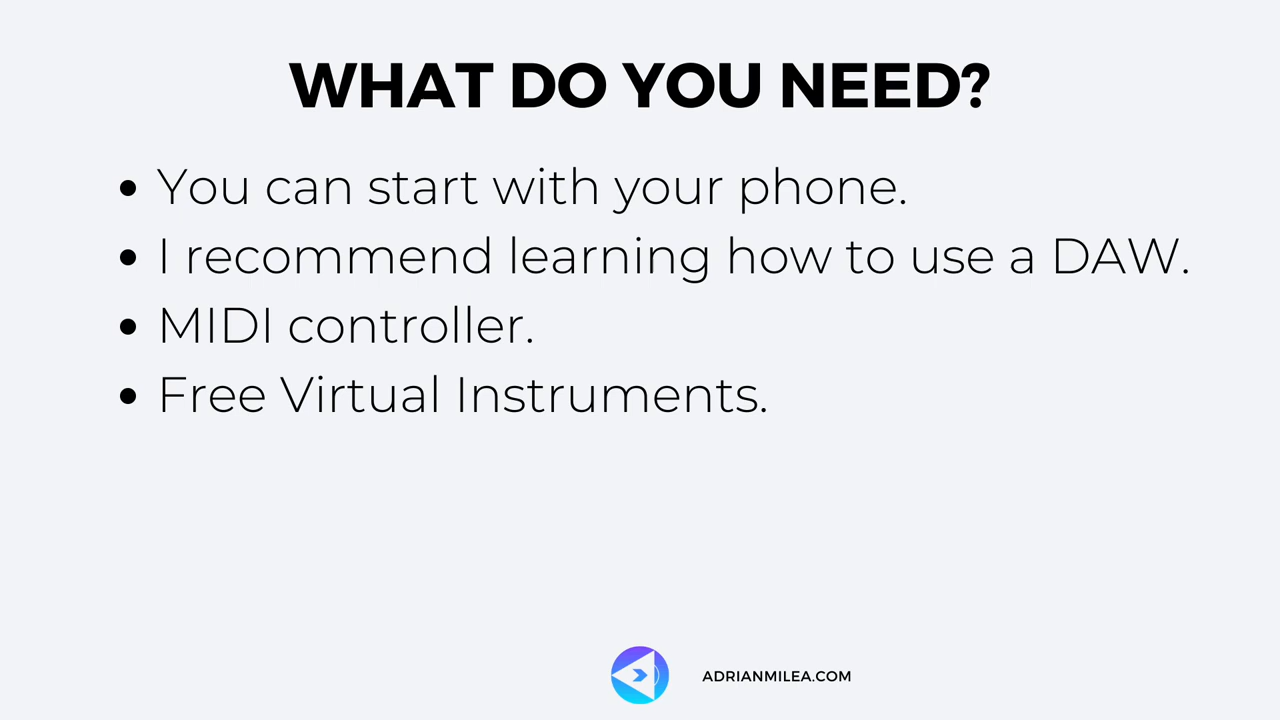 WHAT DO YOU NEED?
• You can start with your phone.
• I recommend learning how to use a DAW.
• MIDI controller.
• Free Virtual Instruments.
ADRIANMILEA.COM